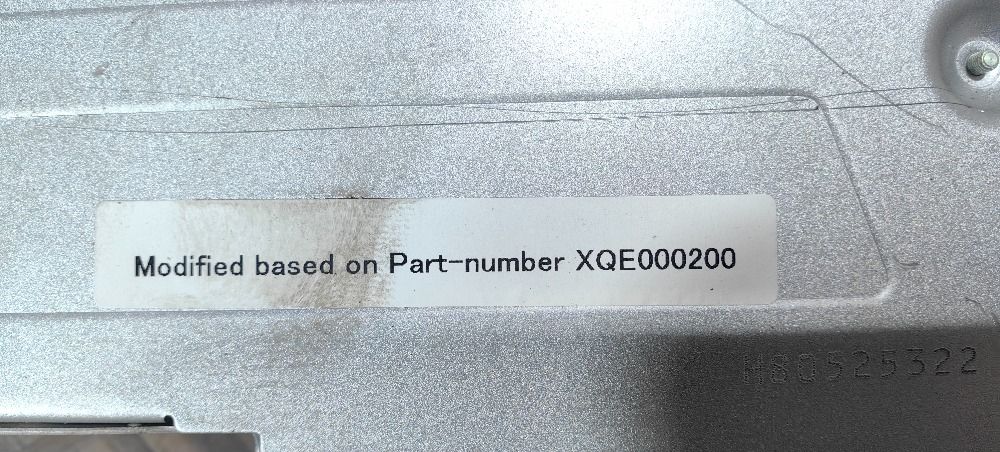 Modified based on Part-number XQE000200
H80525322